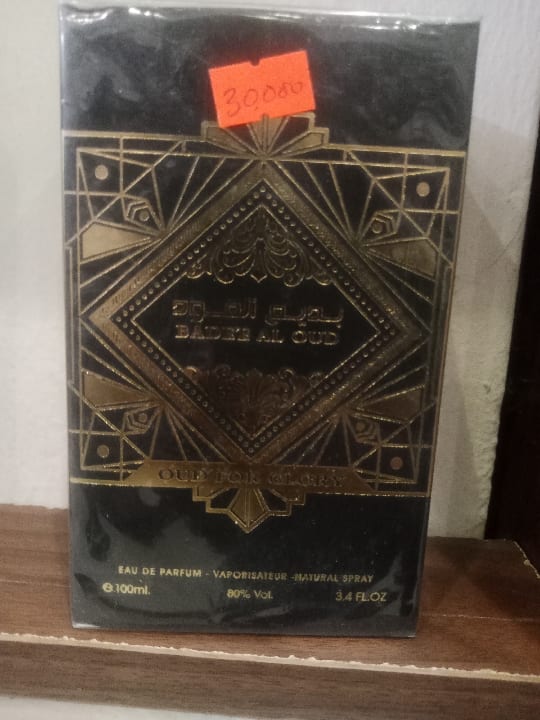 30,000
بديع العود
BADE'E AL OUD
OUD FOR GLORY
EAU DE PARFUM - VAPORISATEUR - NATURAL SPRAY
℮ 100ml. 80% Vol. 3.4 FL.OZ